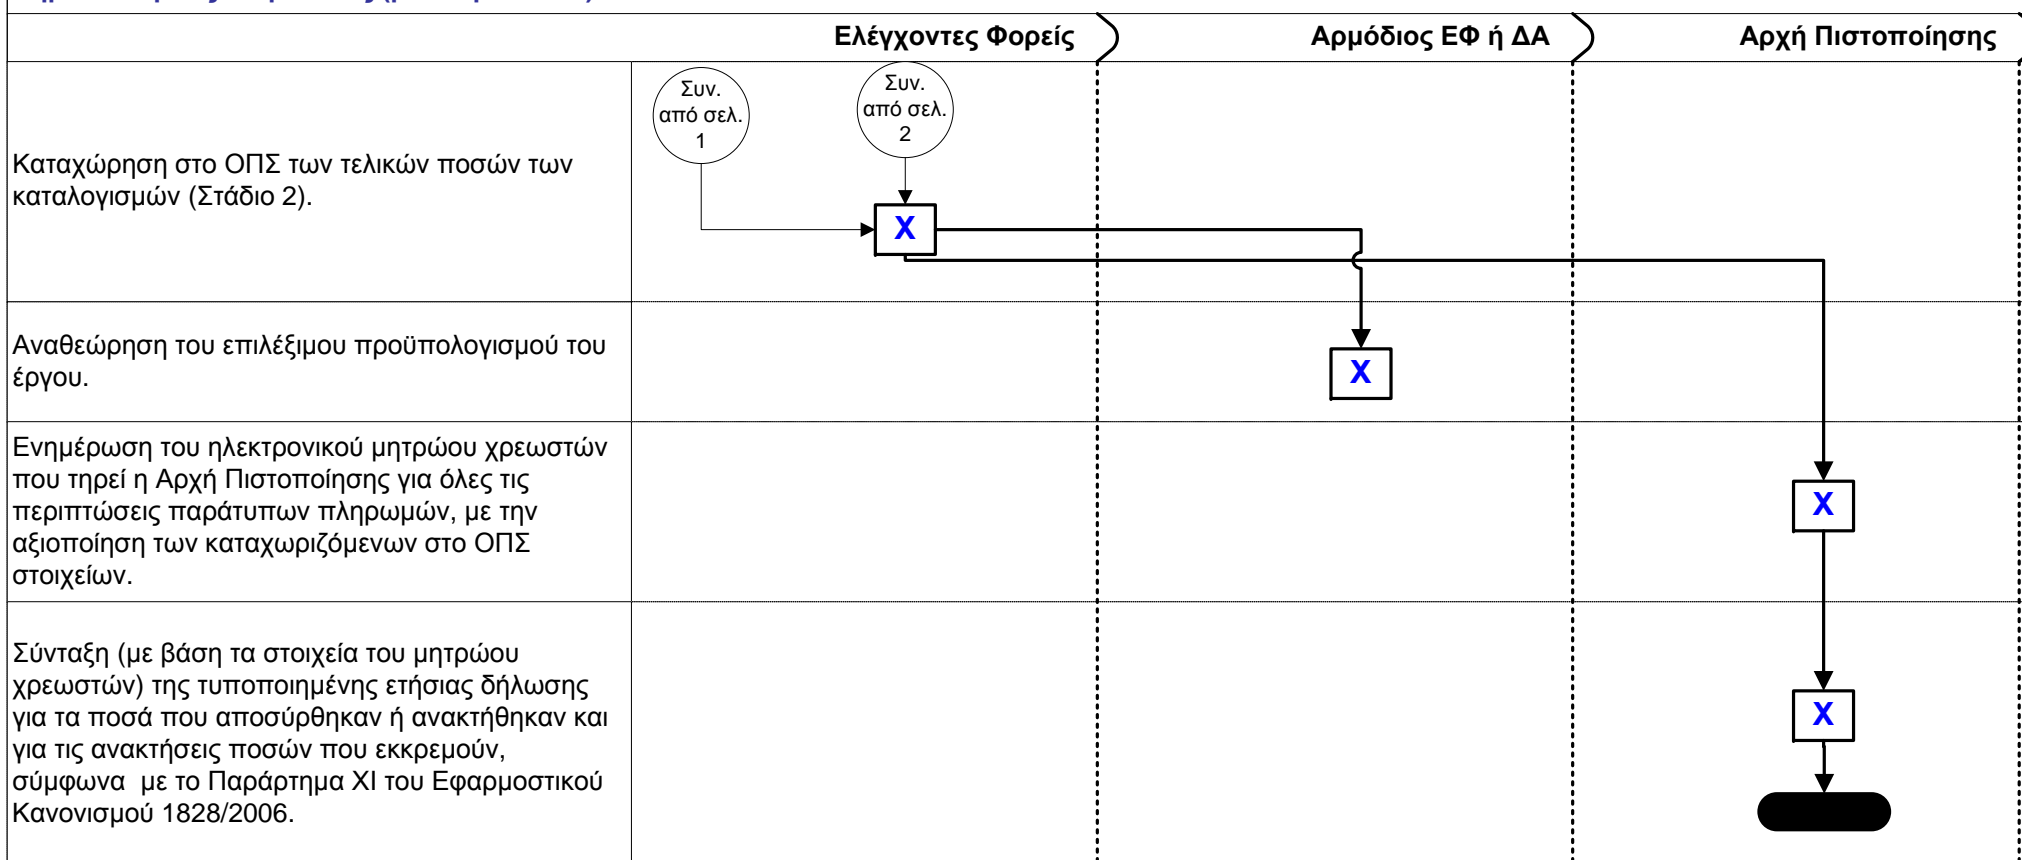 Ελέγχοντες Φορείς
Αρμόδιος ΕΦ ή ΔΑ
Αρχή Πιστοποίησης
Καταχώρηση στο ΟΠΣ των τελικών ποσών των
καταλογισμών (Στάδιο 2).
Συν.
από σελ.
1
Συν.
από σελ.
2
X
Αναθεώρηση του επιλέξιμου προϋπολογισμού του
έργου.
X
Ενημέρωση του ηλεκτρονικού μητρώου χρεωστών
που τηρεί η Αρχή Πιστοποίησης για όλες τις
περιπτώσεις παράτυπων πληρωμών, με την
αξιοποίηση των καταχωριζόμενων στο ΟΠΣ
στοιχείων.
X
Σύνταξη (με βάση τα στοιχεία του μητρώου
χρεωστών) της τυποποιημένης ετήσιας δήλωσης
για τα ποσά που αποσύρθηκαν ή ανακτήθηκαν και
για τις ανακτήσεις ποσών που εκκρεμούν,
σύμφωνα  με το Παράρτημα XI του Εφαρμοστικού
Κανονισμού 1828/2006.
X